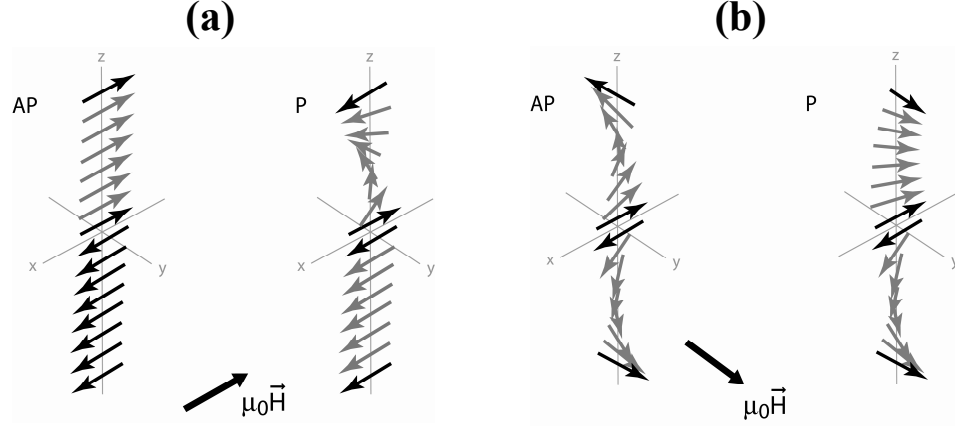 (a) (b)
z z z z
AP P AP P
x y x y x y x y
μ₀H⃗ μ₀H⃗